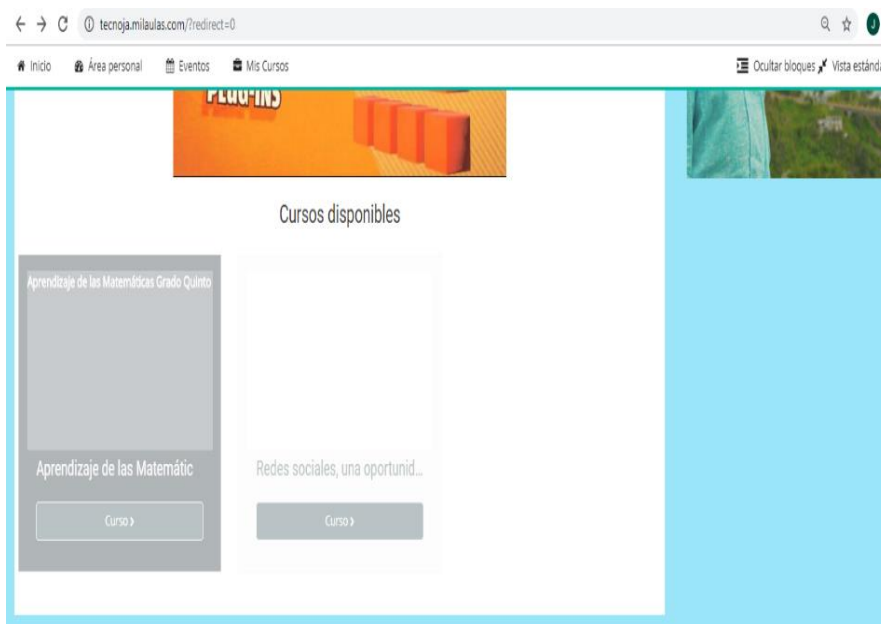 tecnoja.milaulas.com/?redirect=0
J
Inicio Área personal Eventos Mis Cursos Ocultar bloques Vista estánda
PLUG-INS
Cursos disponibles
Aprendizaje de las Matemáticas Grado Quinto
Aprendizaje de las Matemátic
Redes sociales, una oportunid...
Curso ›
Curso ›